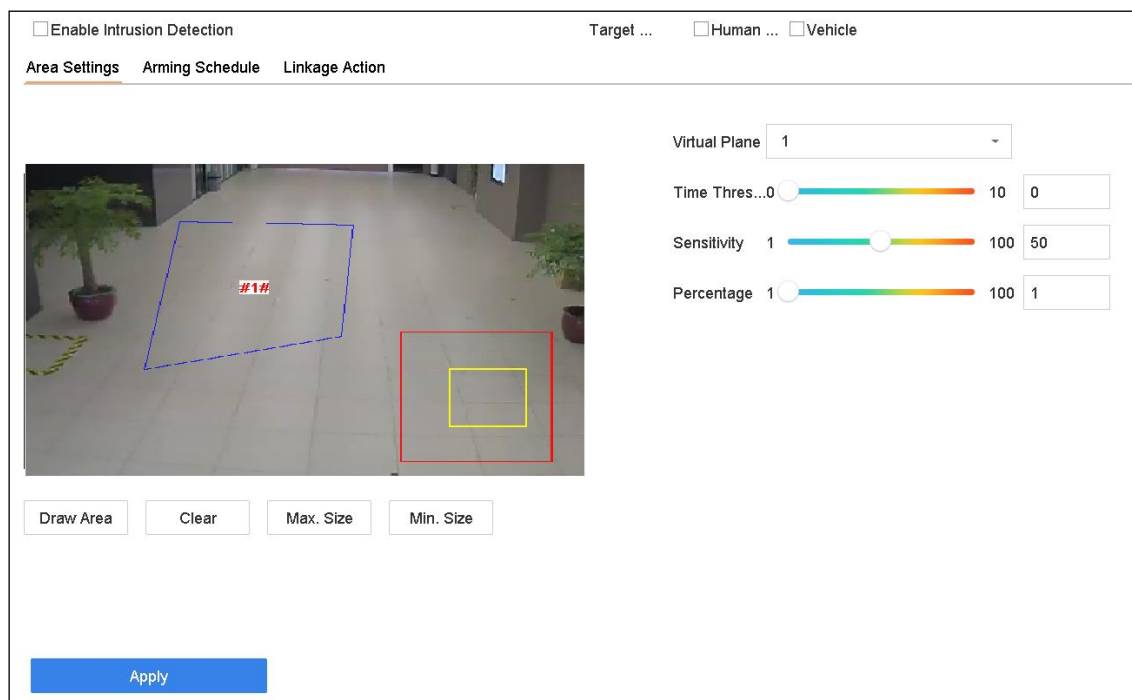 Enable Intrusion Detection Target ... Human ... Vehicle
Area Settings Arming Schedule Linkage Action
Virtual Plane 1
Time Thres...0 10 0
#1#
Sensitivity 1 100 50
Percentage 1 100 1
Draw Area Clear Max. Size Min. Size
Apply